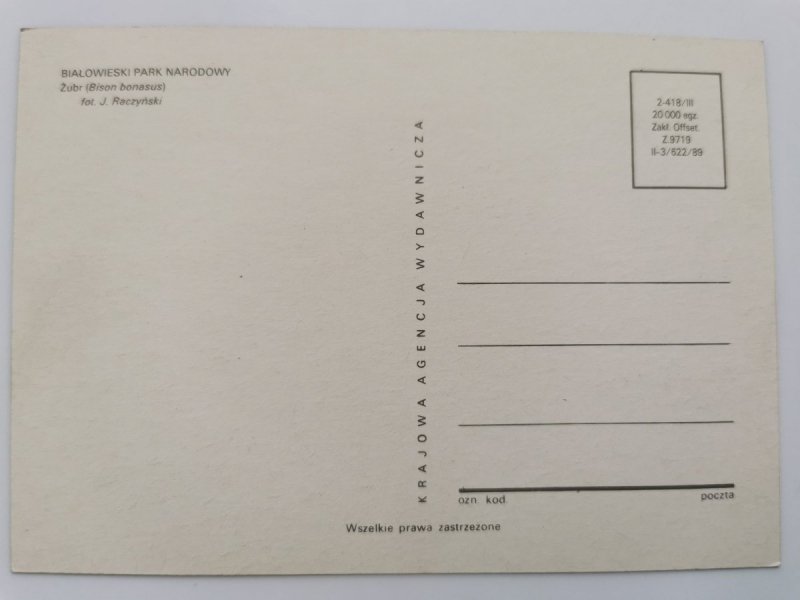 BIAŁOWIESKI PARK NARODOWY
Żubr (Bison bonasus)
fot. J. Raczyński
KRAJOWA AGENCJA WYDAWNICZA
2-418/III
20 000 egz.
Zakł. Offset.
Z.9719
II-3/522/89
ozn. kod.
poczta
Wszelkie prawa zastrzeżone